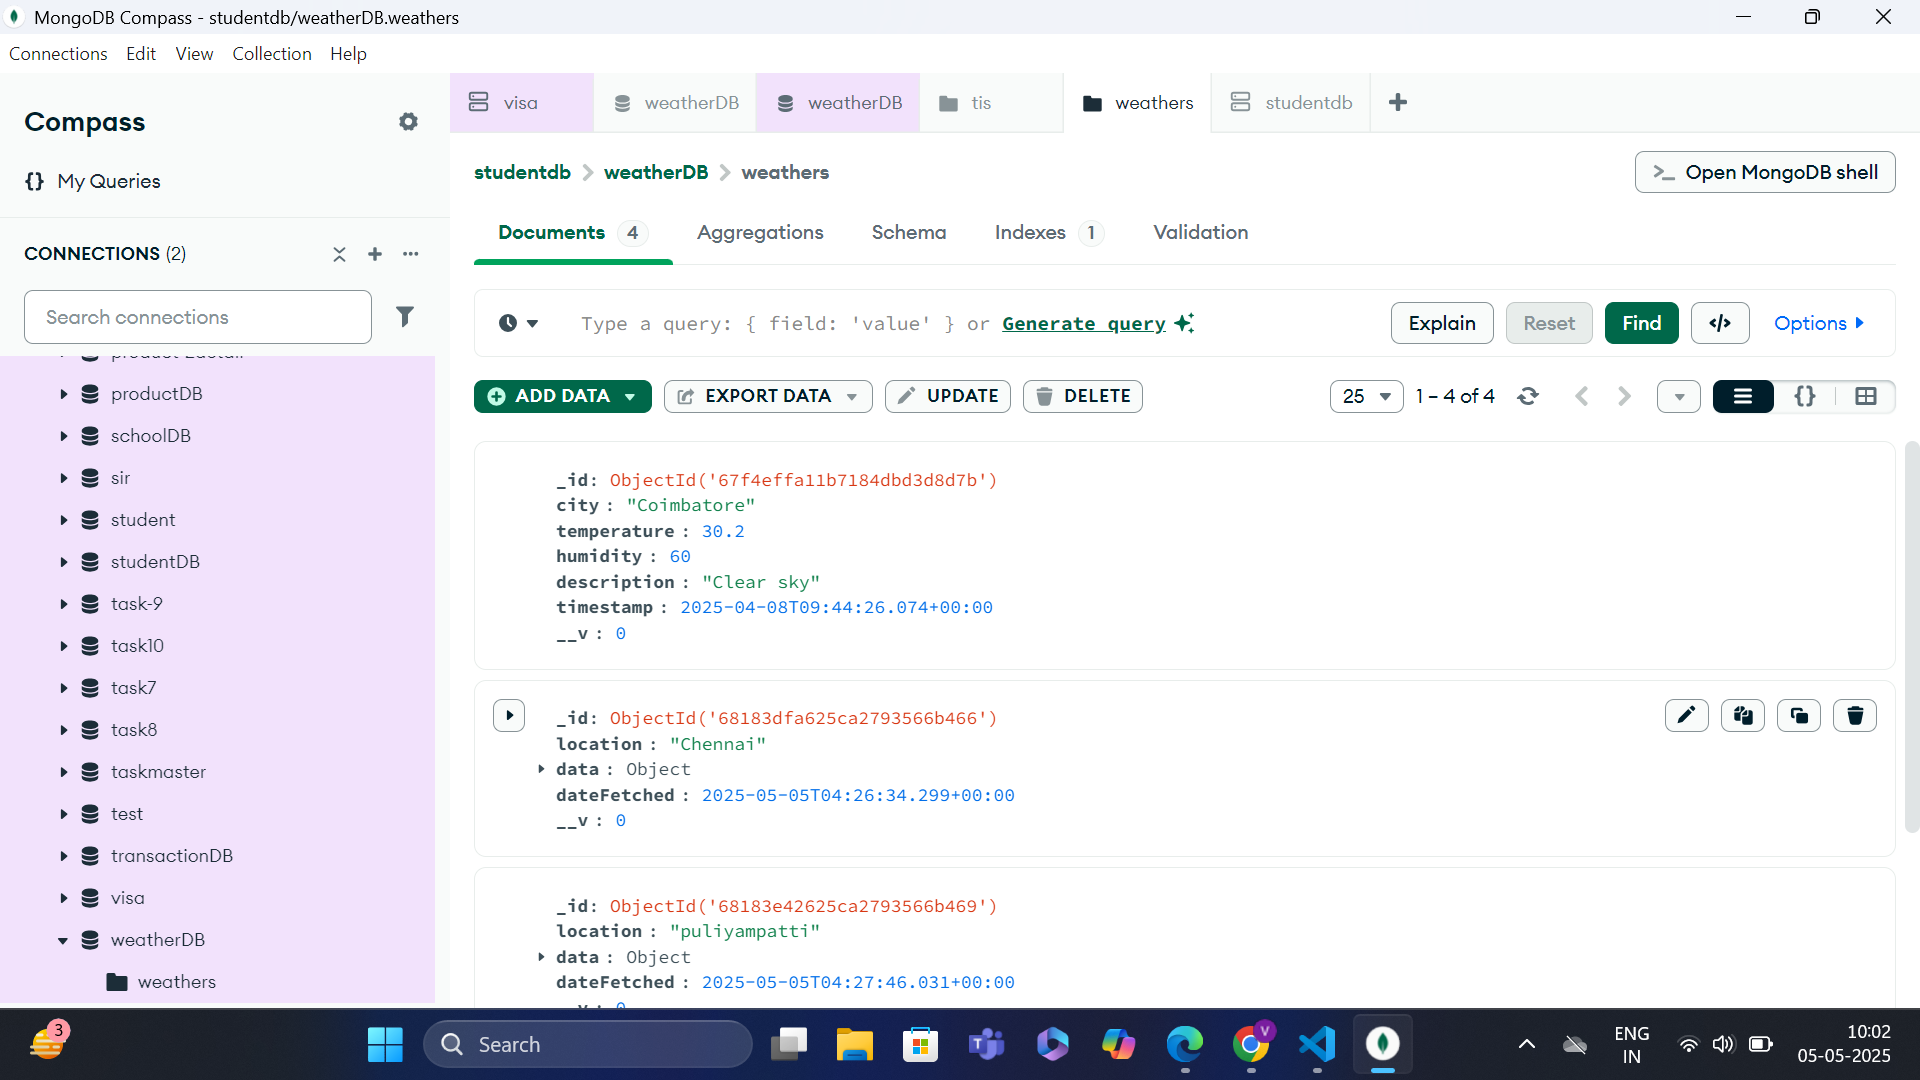 MongoDB Compass - studentdb/weatherDB.weathers
Connections Edit View Collection Help
Compass
{} My Queries
CONNECTIONS (2)
Search connections
productDB
schoolDB
sir
student
studentDB
task-9
task10
task7
task8
taskmaster
test
transactionDB
visa
weatherDB
weathers
visa weatherDB weatherDB tis weathers studentdb +
studentdb > weatherDB > weathers
>_ Open MongoDB shell
Documents 4 Aggregations Schema Indexes 1 Validation
Type a query: { field: 'value' } or Generate query
Explain Reset Find </> Options
ADD DATA EXPORT DATA UPDATE DELETE
25 1 – 4 of 4 {}
_id: ObjectId('67f4effa11b7184dbd3d8d7b')
city : "Coimbatore"
temperature : 30.2
humidity : 60
description : "Clear sky"
timestamp : 2025-04-08T09:44:26.074+00:00
__v : 0
_id: ObjectId('68183dfa625ca2793566b466')
location : "Chennai"
data : Object
dateFetched : 2025-05-05T04:26:34.299+00:00
__v : 0
_id: ObjectId('68183e42625ca2793566b469')
location : "puliyampatti"
data : Object
dateFetched : 2025-05-05T04:27:46.031+00:00
3
Search
T
V
ENG
IN
10:02
05-05-2025